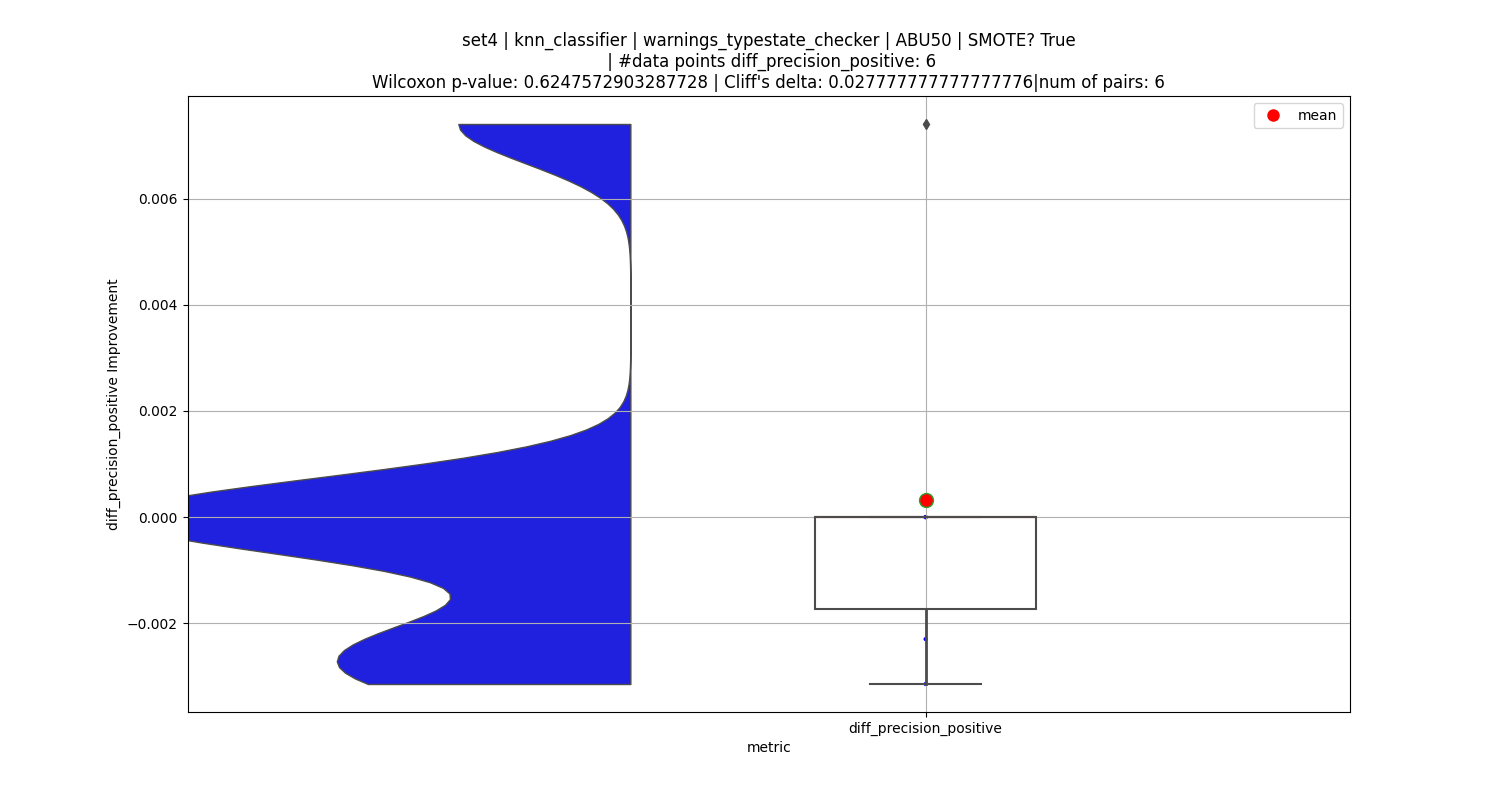 set4 | knn_classifier | warnings_typestate_checker | ABU50 | SMOTE? True
| #data points diff_precision_positive: 6
Wilcoxon p-value: 0.6247572903287728 | Cliff's delta: 0.027777777777777776|num of pairs: 6
mean
0.006
0.004
0.002
0.000
−0.002
diff_precision_positive Improvement
diff_precision_positive
metric